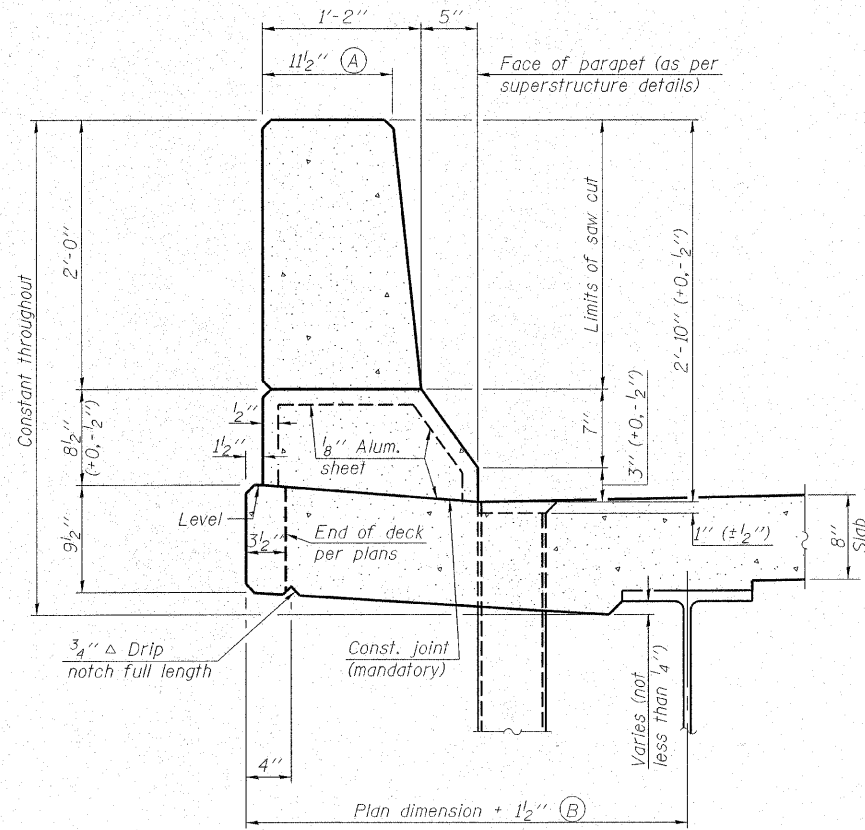 1'-2"
5"
11½" (A)
Face of parapet (as per
superstructure details)
Constant throughout
2'-0"
Limits of saw cut
2'-10" (+0,-½")
8½"
(+0,-½")
½"
1½"
⅛" Alum.
sheet
7"
3" (+0,-½")
Level
3½"
End of deck
per plans
9½"
1" (±½")
8"
Slab
¾" △ Drip
notch full length
Const. joint
(mandatory)
Varies (not
less than ¼")
4"
Plan dimension + 1½" (B)